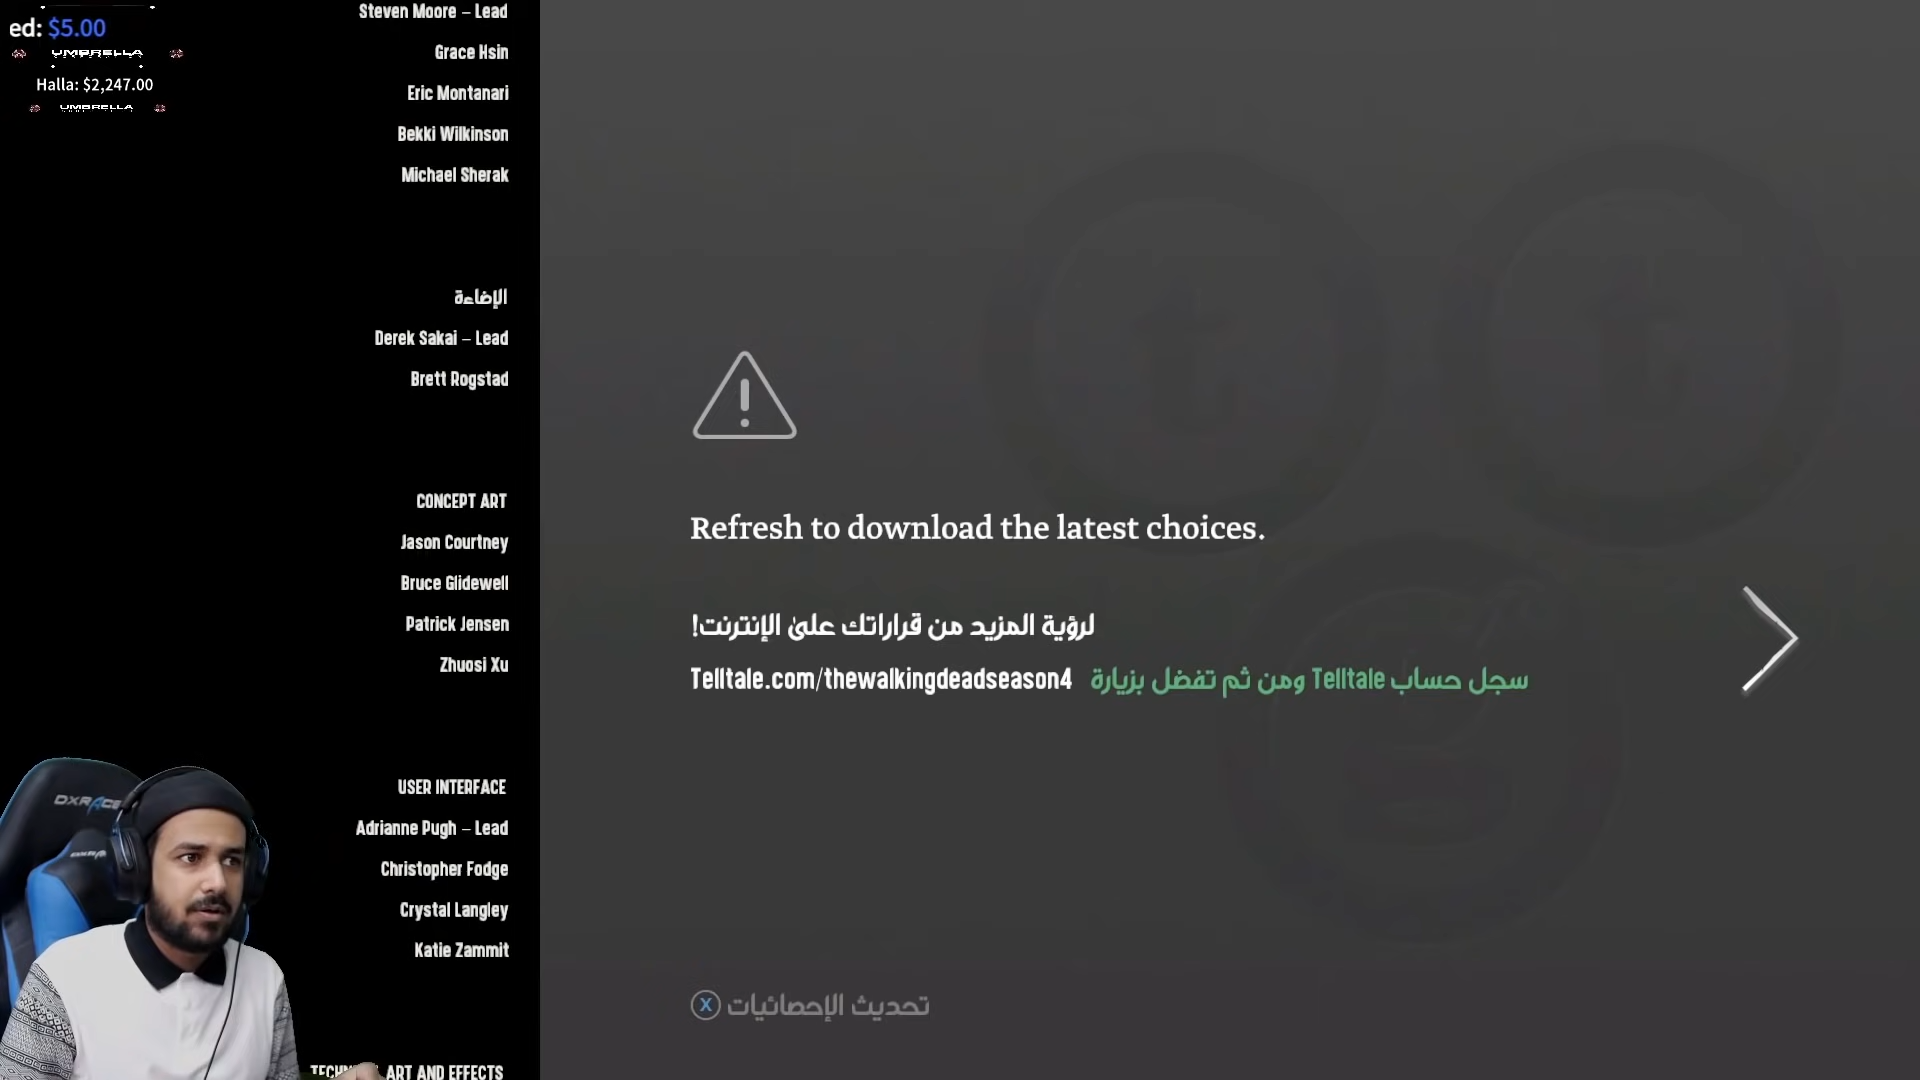 ed: $5.00
UMBRELLA
Halla: $2,247.00
UMBRELLA
Steven Moore – Lead
Grace Hsin
Eric Montanari
Bekki Wilkinson
Michael Sherak
الإضاءة
Derek Sakai – Lead
Brett Rogstad
CONCEPT ART
Jason Courtney
Bruce Glidewell
Patrick Jensen
Zhuosi Xu
USER INTERFACE
Adrianne Pugh – Lead
Christopher Fodge
Crystal Langley
Katie Zammit
ART AND EFFECTS
Refresh to download the latest choices.
لرؤية المزيد من قراراتك على الإنترنت!
سجل حساب Telltale ومن ثم تفضل بزيارة Telltale.com/thewalkingdeadseason4
X تحديث الإحصائيات
DXRACE